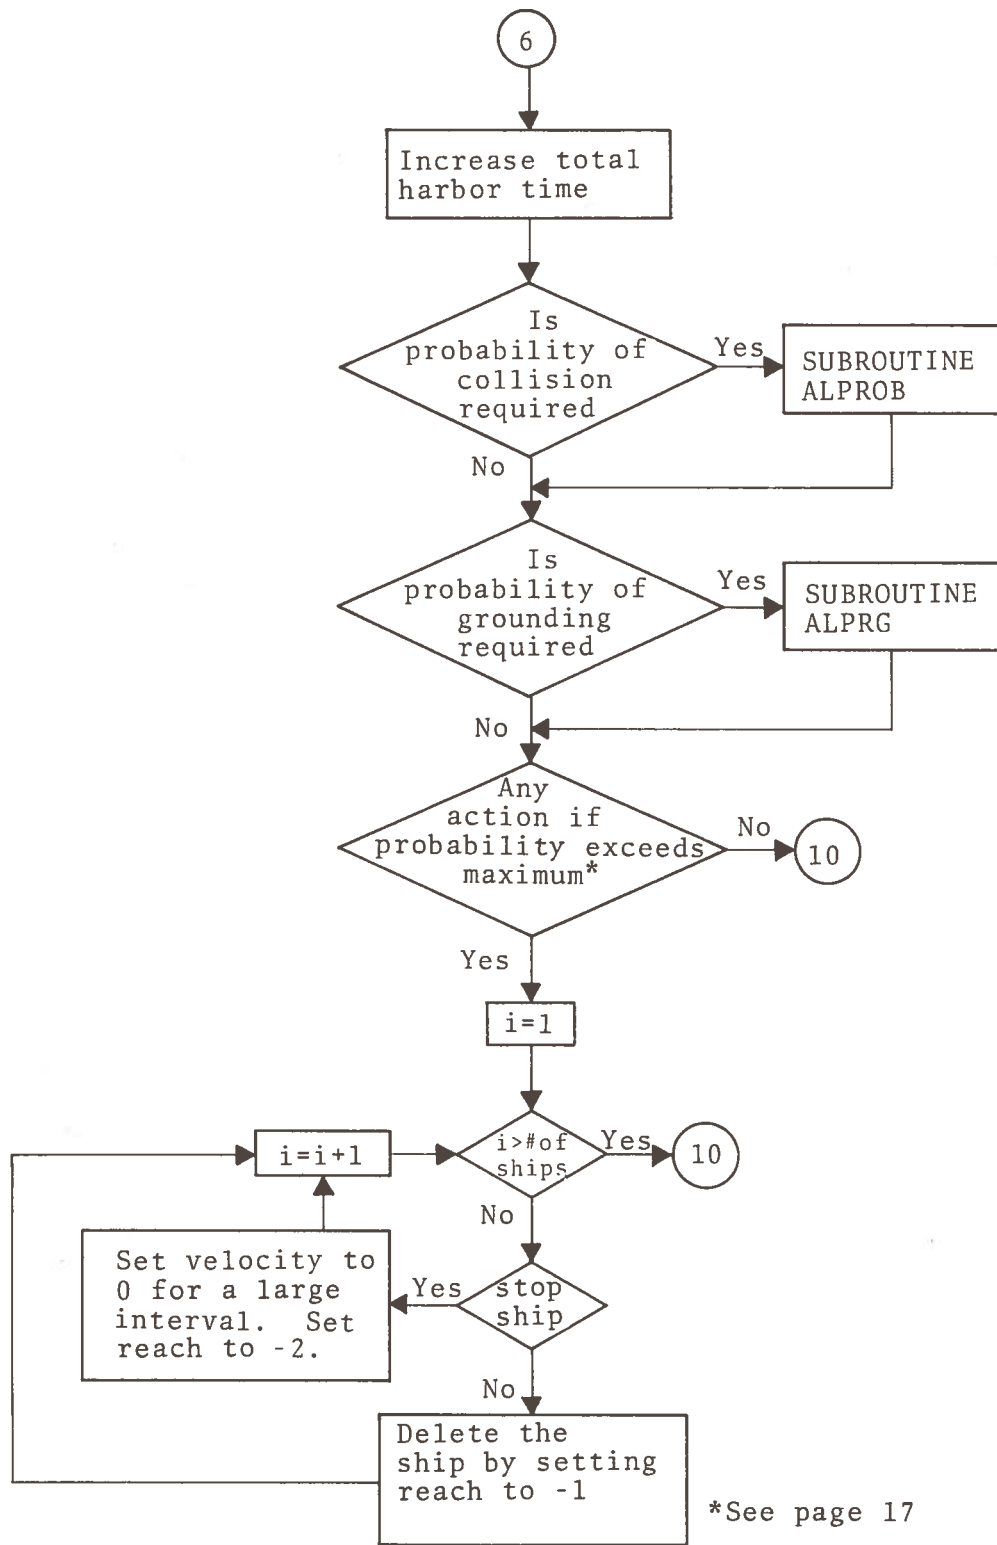 6
Increase total
harbor time
Is
probability of
collision
required
Yes
SUBROUTINE
ALPROB
No
Is
probability of
grounding
required
Yes
SUBROUTINE
ALPRG
No
Any
action if
probability exceeds
maximum*
No
10
Yes
i=1
i=i+1
i>#of
ships
Yes
10
No
Set velocity to
0 for a large
interval. Set
reach to -2.
Yes
stop
ship
No
Delete the
ship by setting
reach to -1
*See page 17